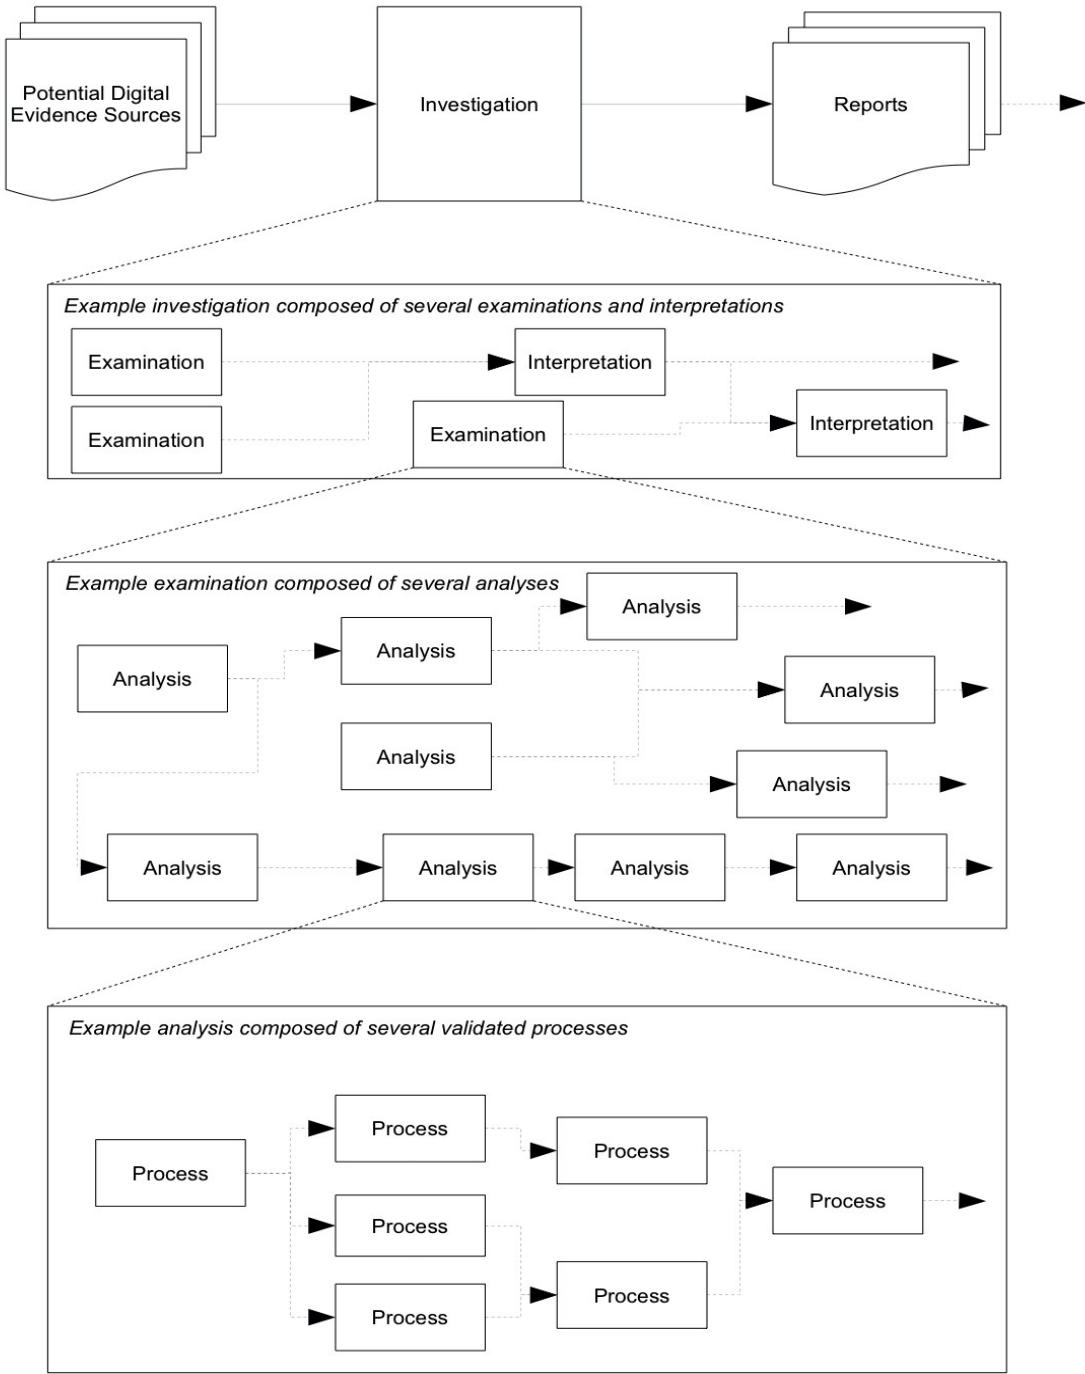 Potential Digital
Evidence Sources
Investigation
Reports
Example investigation composed of several examinations and interpretations
Examination
Interpretation
Examination
Examination
Interpretation
Example examination composed of several analyses
Analysis
Analysis
Analysis
Analysis
Analysis
Analysis
Analysis
Analysis
Analysis
Analysis
Example analysis composed of several validated processes
Process
Process
Process
Process
Process
Process
Process